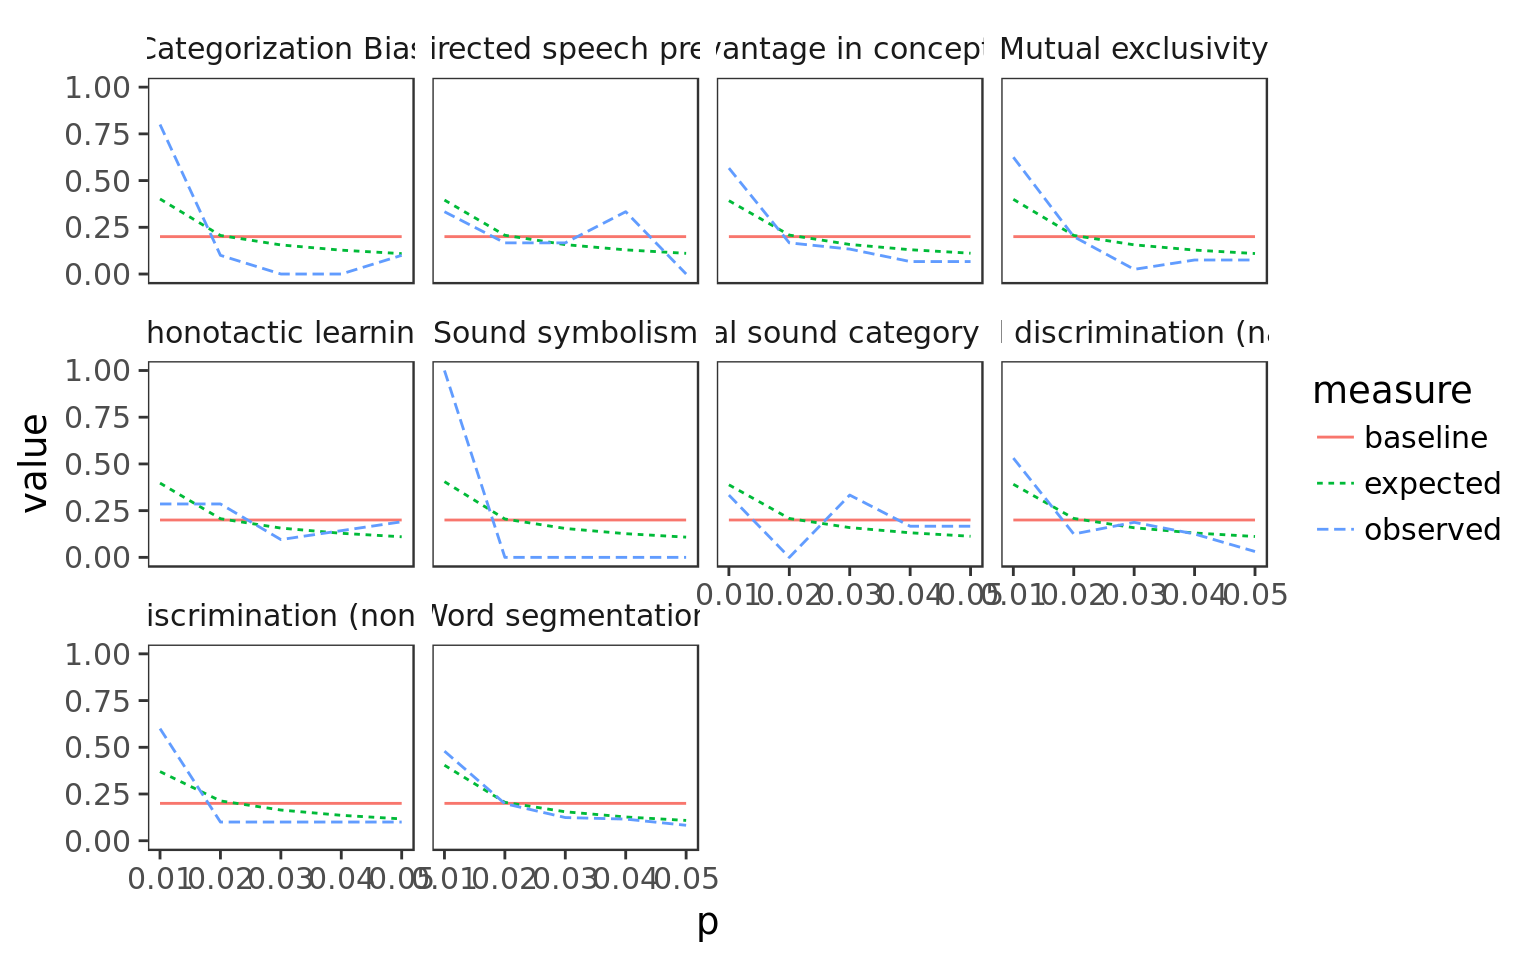 Categorization Bias
irected speech pre
vantage in concept
Mutual exclusivity
1.00
0.75
0.50
0.25
0.00
honotactic learnin
Sound symbolism
al sound category
discrimination (na
1.00
0.75
0.50
0.25
0.00
0.01 0.02 0.03 0.04 0.05
0.01 0.02 0.03 0.04 0.05
iscrimination (non
Word segmentation
1.00
0.75
0.50
0.25
0.00
0.01 0.02 0.03 0.04 0.05
0.01 0.02 0.03 0.04 0.05
p
value
measure
baseline
expected
observed